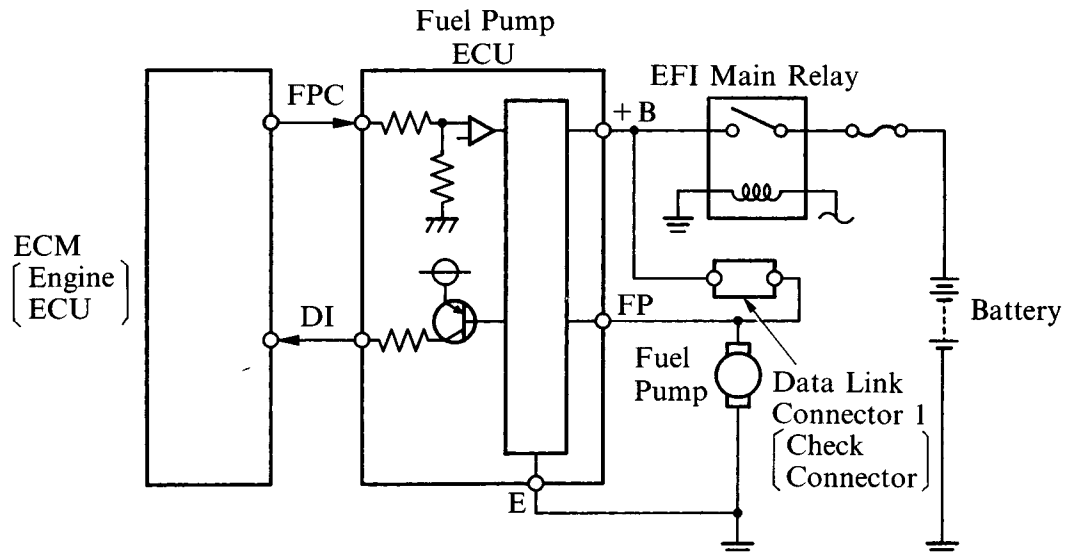 Fuel Pump
ECU
EFI Main Relay
FPC
+B
ECM
[Engine
ECU]
DI
FP
Battery
Fuel
Pump
Data Link
Connector 1
[Check
Connector]
E